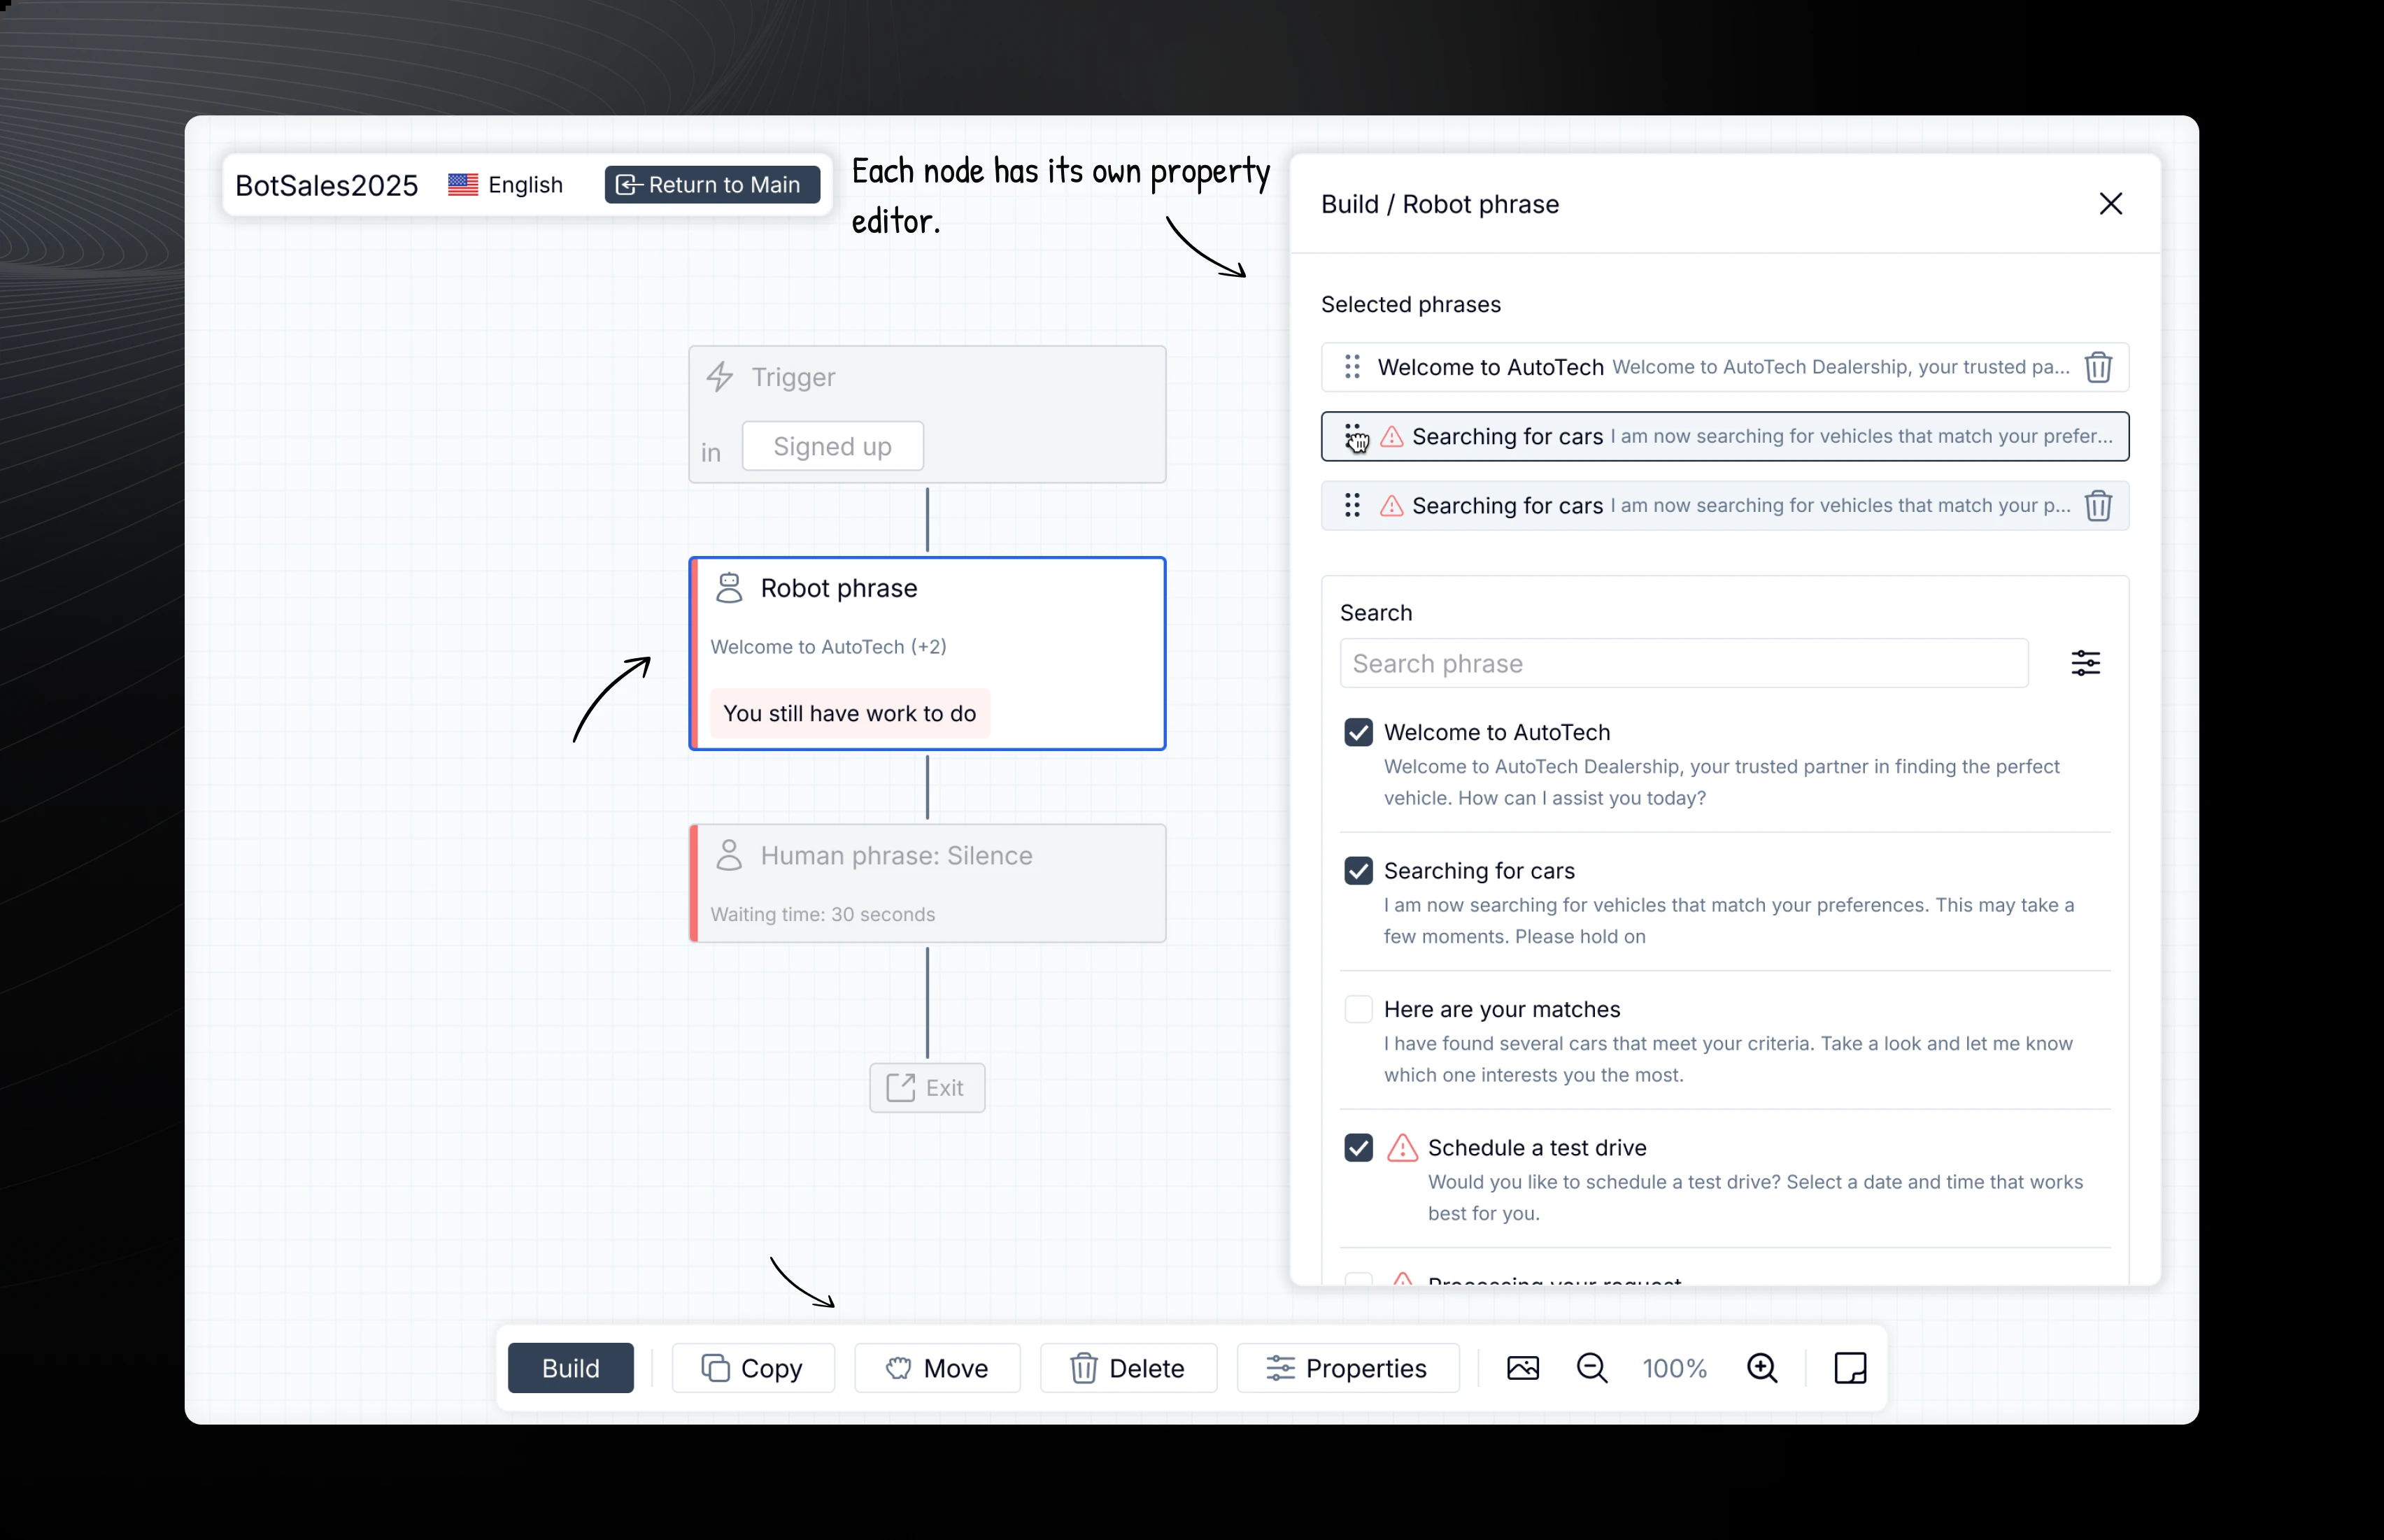 BotSales2025 English Return to Main
Each node has its own property
editor.
Trigger
in Signed up
Robot phrase
Welcome to AutoTech (+2)
You still have work to do
Human phrase: Silence
Waiting time: 30 seconds
Exit
Build / Robot phrase
Selected phrases
Welcome to AutoTech Welcome to AutoTech Dealership, your trusted pa...
Searching for cars I am now searching for vehicles that match your prefer...
Searching for cars I am now searching for vehicles that match your p...
Search
Search phrase
Welcome to AutoTech
Welcome to AutoTech Dealership, your trusted partner in finding the perfect
vehicle. How can I assist you today?
Searching for cars
I am now searching for vehicles that match your preferences. This may take a
few moments. Please hold on
Here are your matches
I have found several cars that meet your criteria. Take a look and let me know
which one interests you the most.
Schedule a test drive
Would you like to schedule a test drive? Select a date and time that works
best for you.
Processing your request
Build Copy Move Delete Properties 100%